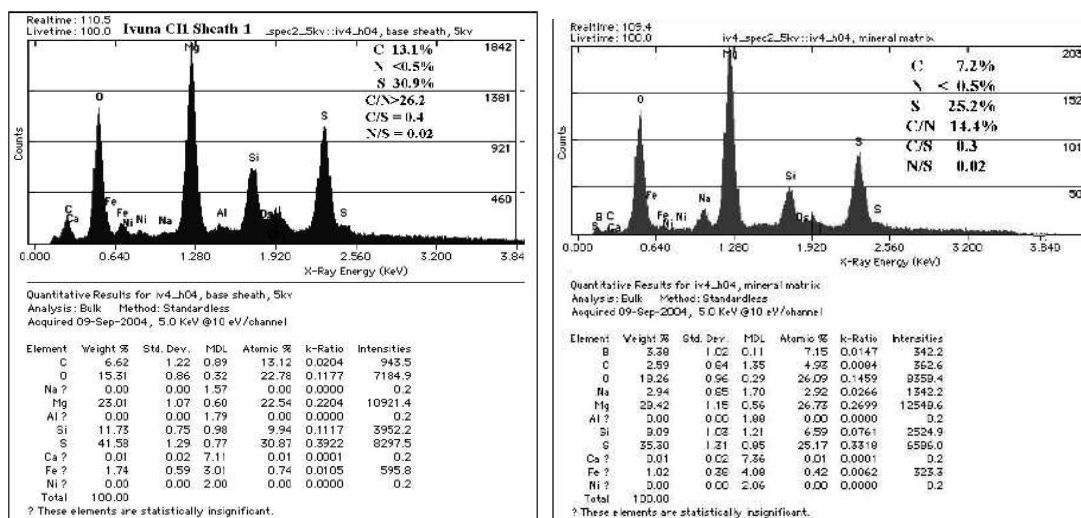 Realtime: 110.5
Livetime: 100.0 Ivuna CI1 Sheath 1 _spec2_5kv::iv4_h04, base sheath, 5kv
C 13.1%
N <0.5%
S 30.9%
C/N>26.2
C/S = 0.4
N/S = 0.02
1842
1381
921
460
Counts
C
Ca
O
Fe
Fe
Ni
Ni
Na
Mg
Al
Si
Os
S
S
0.000 0.640 1.280 1.920 2.560 3.200 3.84
X-Ray Energy (KeV)
Quantitative Results for iv4_h04, base sheath, 5kv
Analysis: Bulk Method: Standardless
Acquired 09-Sep-2004, 5.0 KeV @10 eV/channel
Element Weight % Std. Dev. MDL Atomic % k-Ratio Intensities
C 6.62 1.22 0.89 13.12 0.0204 943.5
O 15.31 0.86 0.32 22.78 0.1177 7184.9
Na ? 0.00 0.00 1.57 0.00 0.0000 0.2
Mg 23.01 1.07 0.60 22.54 0.2204 10921.4
Al ? 0.00 0.00 1.79 0.00 0.0000 0.2
Si 11.73 0.75 0.98 9.94 0.1117 3952.2
S 41.58 1.29 0.77 30.87 0.3922 8297.5
Ca ? 0.01 0.02 7.11 0.01 0.0001 0.2
Fe ? 1.74 0.59 3.01 0.74 0.0105 595.8
Ni ? 0.00 0.00 2.00 0.00 0.0000 0.2
Total 100.00
? These elements are statistically insignificant.
Realtime: 109.4
Livetime: 100.0 iv4_spec2_5kv::iv4_h04, mineral matrix
C 7.2%
N < 0.5%
S 25.2%
C/N 14.4%
C/S 0.3
N/S 0.02
203
152
101
50
Counts
B
C
S
Ca
O
Fe
Fe
Ni
Ni
Na
Mg
Si
Os
S
S
0.000 0.640 1.280 1.920 2.560 3.200 3.840
X-Ray Energy (KeV)
Quantitative Results for iv4_h04, mineral matrix
Analysis: Bulk Method: Standardless
Acquired 09-Sep-2004, 5.0 KeV @10 eV/channel
Element Weight % Std. Dev. MDL Atomic % k-Ratio Intensities
B 3.38 1.02 0.11 7.15 0.0147 342.2
C 2.59 0.84 1.35 4.93 0.0084 362.6
O 18.26 0.96 0.29 26.09 0.1459 8358.4
Na 2.94 0.65 1.70 2.92 0.0266 1342.2
Mg 28.42 1.15 0.56 26.73 0.2699 12548.6
Al ? 0.00 0.00 1.88 0.00 0.0000 0.2
Si 8.09 1.03 1.21 6.59 0.0761 2524.9
S 35.30 1.31 0.85 25.17 0.3318 6586.0
Ca ? 0.01 0.02 7.36 0.01 0.0001 0.2
Fe ? 1.02 0.38 4.08 0.42 0.0062 323.3
Ni ? 0.00 0.00 2.06 0.00 0.0000 0.2
Total 100.00
? These elements are statistically insignificant.